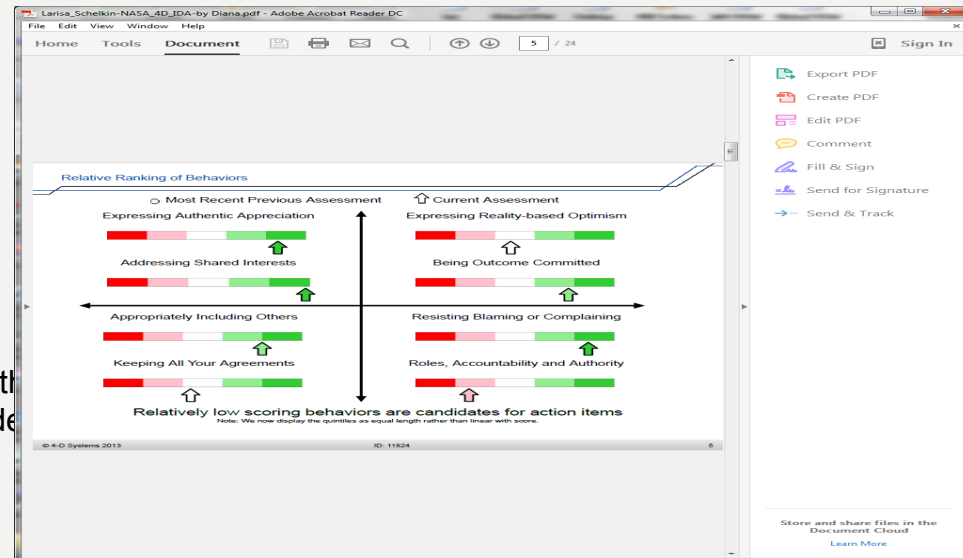 Larisa_Schelkin-NASA_4D_IDA-by Diana.pdf - Adobe Acrobat Reader DC
File Edit View Window Help
Home Tools Document 5 / 24 Sign In
Export PDF
Create PDF
Edit PDF
Comment
Fill & Sign
Send for Signature
Send & Track
Relative Ranking of Behaviors
Most Recent Previous Assessment Current Assessment
Expressing Authentic Appreciation Expressing Reality-based Optimism
Addressing Shared Interests Being Outcome Committed
Appropriately Including Others Resisting Blaming or Complaining
Keeping All Your Agreements Roles, Accountability and Authority
Relatively low scoring behaviors are candidates for action items
Note: We now display the quintiles as equal length rather than linear with score.
© 4-D Systems 2013 ID: 11824 6
Store and share files in the
Document Cloud
Learn More